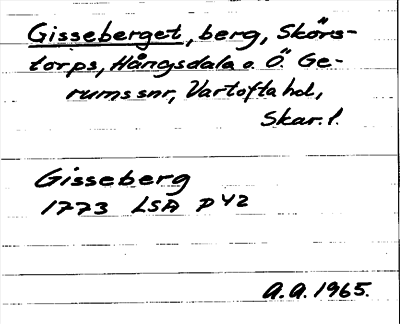 Gisseberget, berg, Skörs-
torps, Hångsdala o. Ö. Ge-
rums snr, Vartofta hd,
Skar. l.
Gisseberg
1773 LSA P42
A.A. 1965.